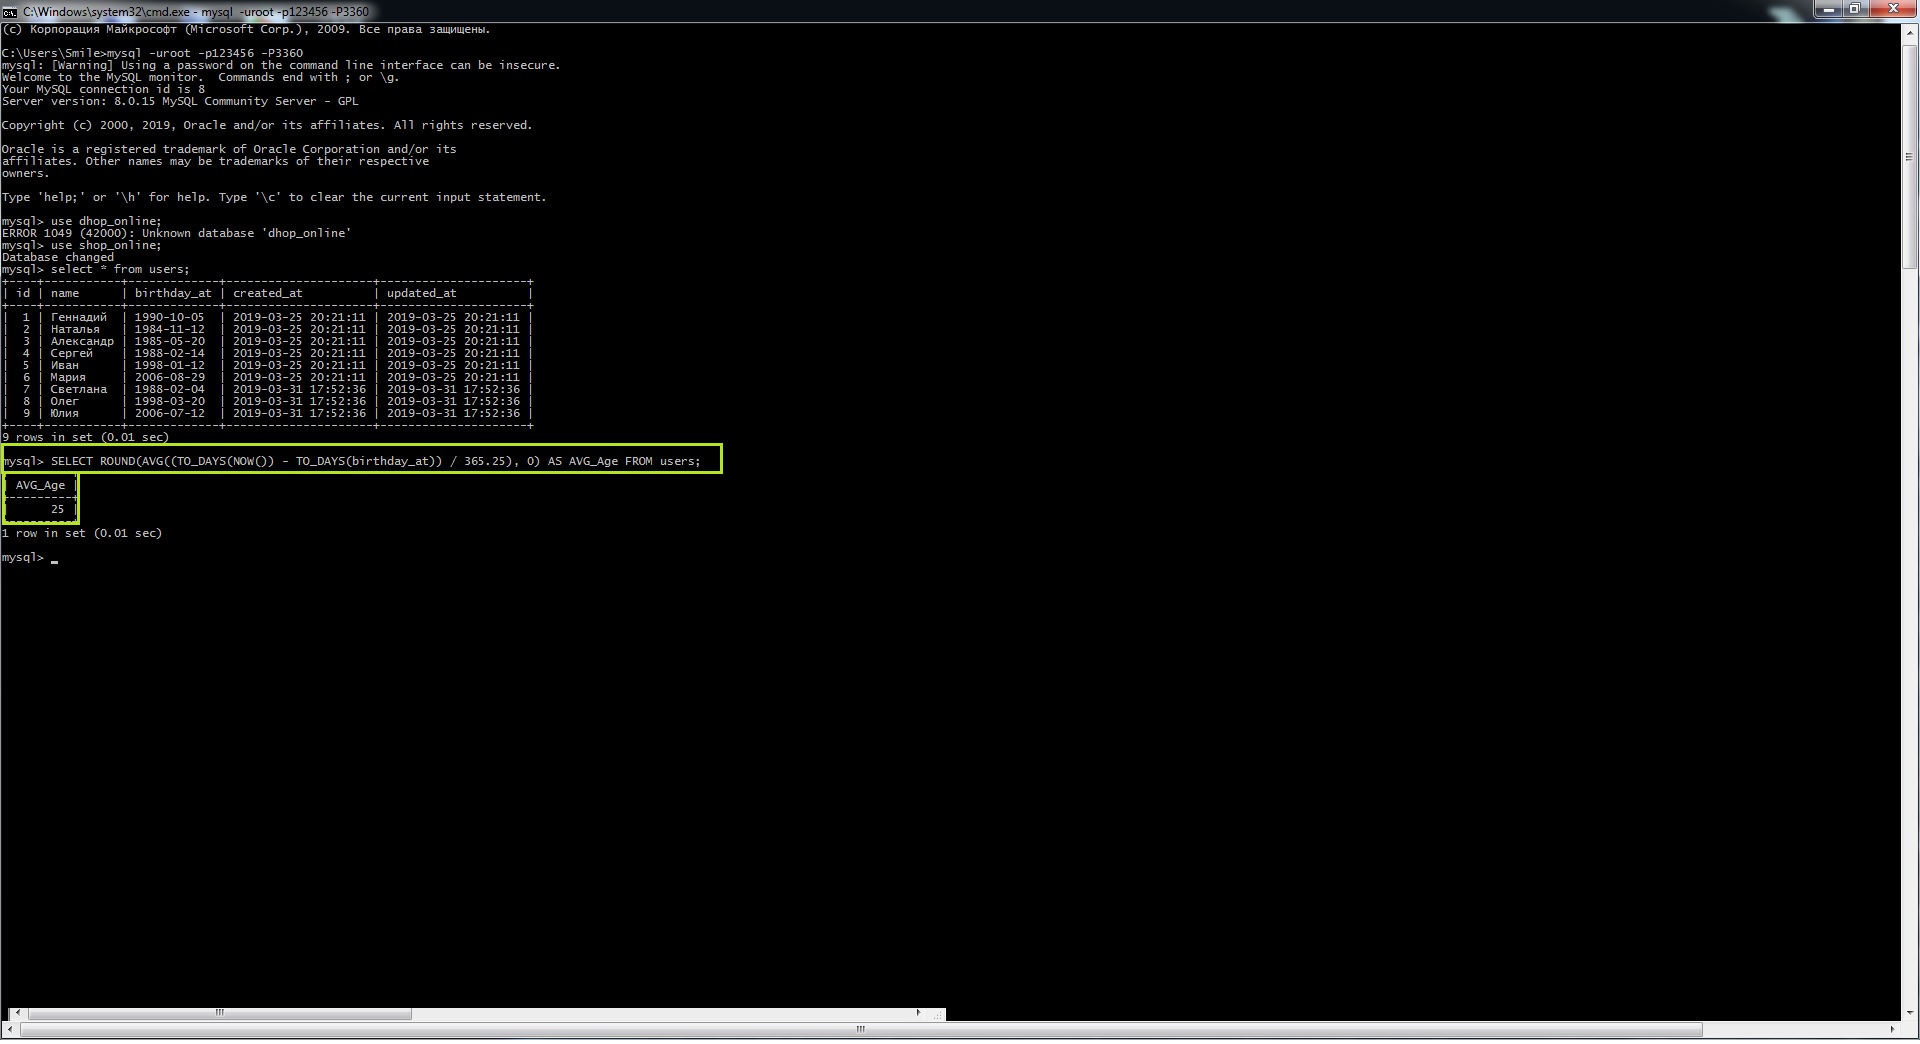 C:\Windows\system32\cmd.exe - mysql  -uroot -p123456 -P3360
(c) Корпорация Майкрософт (Microsoft Corp.), 2009. Все права защищены.
C:\Users\Smile>mysql -uroot -p123456 -P3360
mysql: [Warning] Using a password on the command line interface can be insecure.
Welcome to the MySQL monitor.  Commands end with ; or \g.
Your MySQL connection id is 8
Server version: 8.0.15 MySQL Community Server - GPL
Copyright (c) 2000, 2019, Oracle and/or its affiliates. All rights reserved.
Oracle is a registered trademark of Oracle Corporation and/or its
affiliates. Other names may be trademarks of their respective
owners.
Type 'help;' or '\h' for help. Type '\c' to clear the current input statement.
mysql> use dhop_online;
ERROR 1049 (42000): Unknown database 'dhop_online'
mysql> use shop_online;
Database changed
mysql> select * from users;
+----+-----------+-------------+---------------------+---------------------+
| id | name      | birthday_at | created_at          | updated_at          |
+----+-----------+-------------+---------------------+---------------------+
|  1 | Геннадий  | 1990-10-05  | 2019-03-25 20:21:11 | 2019-03-25 20:21:11 |
|  2 | Наталья   | 1984-11-12  | 2019-03-25 20:21:11 | 2019-03-25 20:21:11 |
|  3 | Александр | 1985-05-20  | 2019-03-25 20:21:11 | 2019-03-25 20:21:11 |
|  4 | Сергей    | 1988-02-14  | 2019-03-25 20:21:11 | 2019-03-25 20:21:11 |
|  5 | Иван      | 1998-01-12  | 2019-03-25 20:21:11 | 2019-03-25 20:21:11 |
|  6 | Мария     | 2006-08-29  | 2019-03-25 20:21:11 | 2019-03-25 20:21:11 |
|  7 | Светлана  | 1988-02-04  | 2019-03-31 17:52:36 | 2019-03-31 17:52:36 |
|  8 | Олег      | 1998-03-20  | 2019-03-31 17:52:36 | 2019-03-31 17:52:36 |
|  9 | Юлия      | 2006-07-12  | 2019-03-31 17:52:36 | 2019-03-31 17:52:36 |
+----+-----------+-------------+---------------------+---------------------+
9 rows in set (0.01 sec)
mysql> SELECT ROUND(AVG((TO_DAYS(NOW()) - TO_DAYS(birthday_at)) / 365.25), 0) AS AVG_Age FROM users;
| AVG_Age |
+---------+
|      25 |
+---------+
1 row in set (0.01 sec)
mysql> _